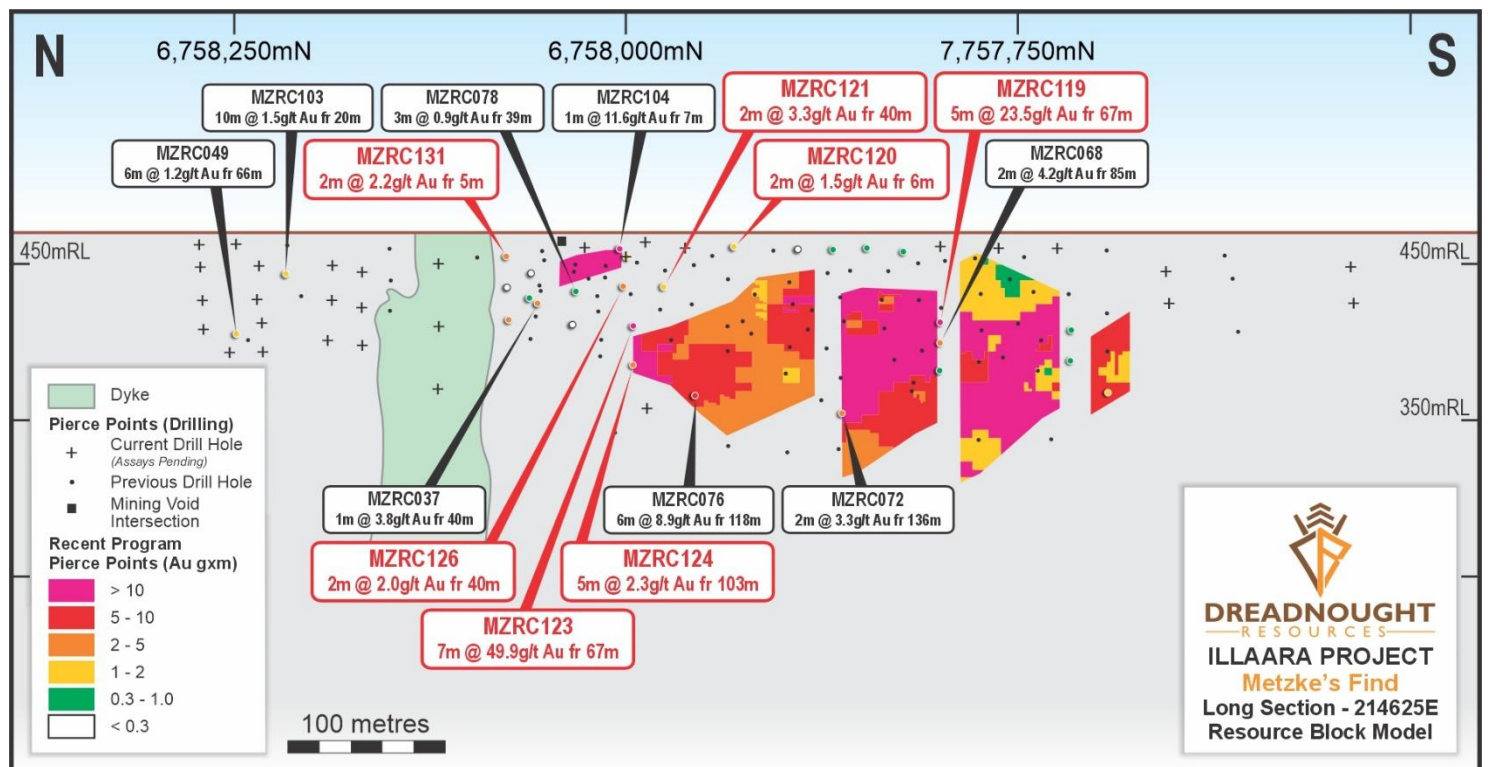 N
6,758,250mN
6,758,000mN
7,757,750mN
S
MZRC103
10m @ 1.5g/t Au fr 20m
MZRC078
3m @ 0.9g/t Au fr 39m
MZRC104
1m @ 11.6g/t Au fr 7m
MZRC121
2m @ 3.3g/t Au fr 40m
MZRC119
5m @ 23.5g/t Au fr 67m
MZRC049
6m @ 1.2g/t Au fr 66m
MZRC131
2m @ 2.2g/t Au fr 5m
MZRC120
2m @ 1.5g/t Au fr 6m
MZRC068
2m @ 4.2g/t Au fr 85m
450mRL
450mRL
350mRL
MZRC037
1m @ 3.8g/t Au fr 40m
MZRC076
6m @ 8.9g/t Au fr 118m
MZRC072
2m @ 3.3g/t Au fr 136m
MZRC126
2m @ 2.0g/t Au fr 40m
MZRC124
5m @ 2.3g/t Au fr 103m
MZRC123
7m @ 49.9g/t Au fr 67m
Dyke
Pierce Points (Drilling)
Current Drill Hole
(Assays Pending)
Previous Drill Hole
Mining Void
Intersection
Recent Program
Pierce Points (Au gxm)
> 10
5 - 10
2 - 5
1 - 2
0.3 - 1.0
< 0.3
100 metres
DREADNOUGHT
RESOURCES
ILLAARA PROJECT
Metzke's Find
Long Section - 214625E
Resource Block Model